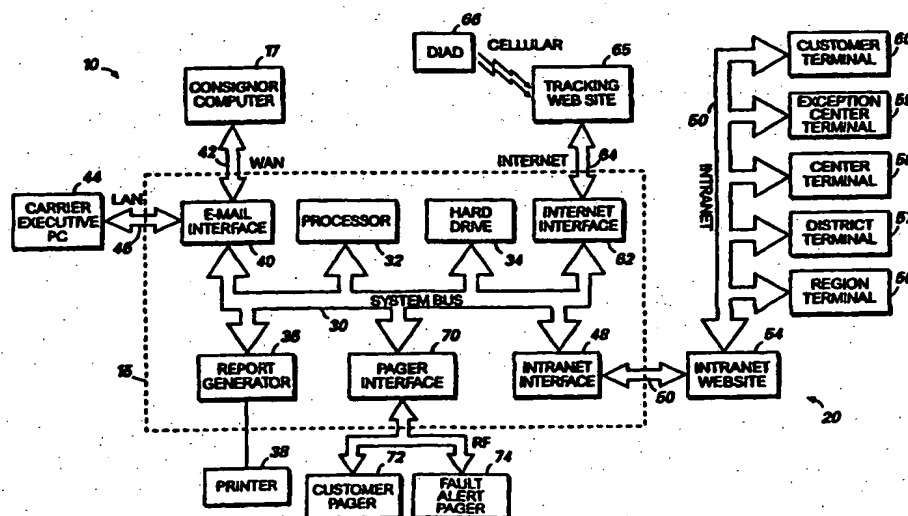 66
DIAD
CELLULAR
65
TRACKING
WEB SITE
10
17
CONSIGNOR
COMPUTER
42
WAN
INTERNET
64
44
CARRIER
EXECUTIVE
PC
LAN
46
E-MAIL
INTERFACE
40
PROCESSOR
32
HARD
DRIVE
34
INTERNET
INTERFACE
62
SYSTEM BUS
30
15
36
REPORT
GENERATOR
70
PAGER
INTERFACE
48
INTRANET
INTERFACE
50
54
INTRANET
WEBSITE
20
38
PRINTER
RF
72
CUSTOMER
PAGER
74
FAULT
ALERT
PAGER
50
INTRANET
CUSTOMER
TERMINAL
EXCEPTION
CENTER
TERMINAL
CENTER
TERMINAL
DISTRICT
TERMINAL
REGION
TERMINAL